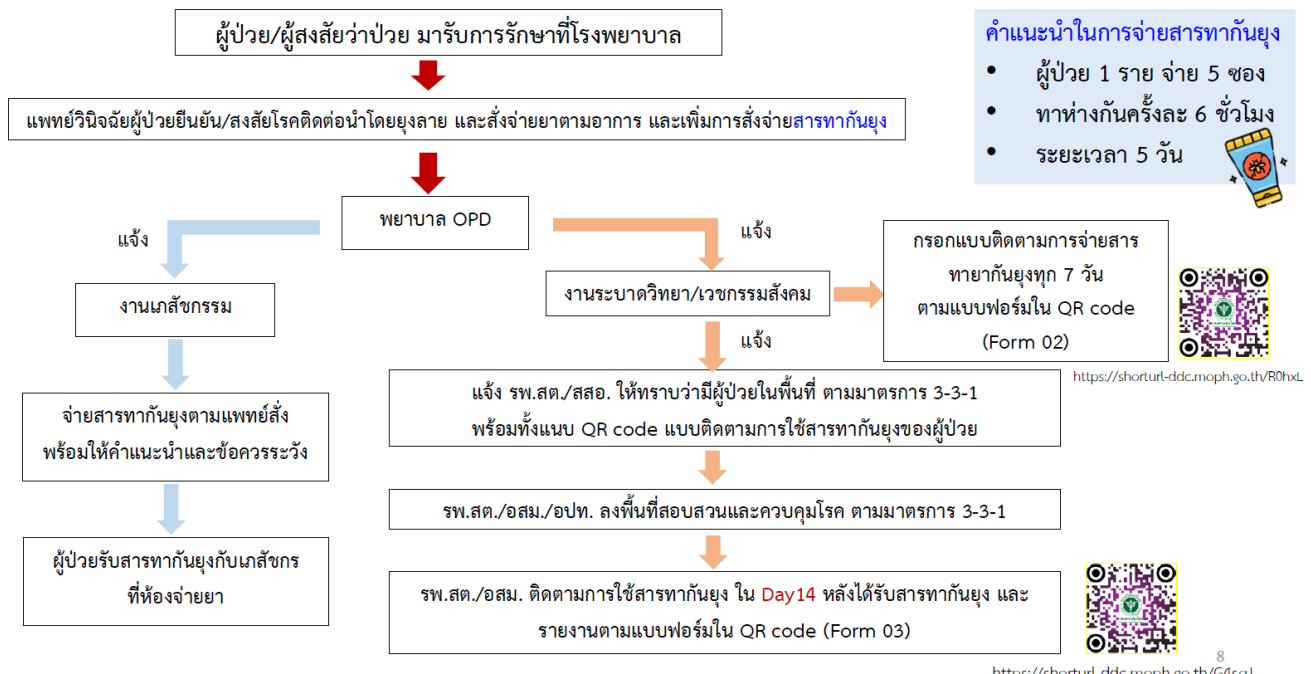 ผู้ป่วย/ผู้สงสัยว่าป่วย มารับการรักษาที่โรงพยาบาล
คำแนะนำในการจ่ายสารทากันยุง
• ผู้ป่วย 1 ราย จ่าย 5 ซอง
• ทาห่างกันครั้งละ 6 ชั่วโมง
• ระยะเวลา 5 วัน
แพทย์วินิจฉัยผู้ป่วยยืนยัน/สงสัยโรคติดต่อนำโดยยุงลาย และสั่งจ่ายยาตามอาการ และเพิ่มการสั่งจ่ายสารทากันยุง
พยาบาล OPD
แจ้ง
งานเภสัชกรรม
จ่ายสารทากันยุงตามแพทย์สั่ง
พร้อมให้คำแนะนำและข้อควรระวัง
ผู้ป่วยรับสารทากันยุงกับเภสัชกร
ที่ห้องจ่ายยา
แจ้ง
งานระบาดวิทยา/เวชกรรมสังคม
กรอกแบบติดตามการจ่ายสาร
ทายากันยุงทุก 7 วัน
ตามแบบฟอร์มใน QR code
(Form 02)
https://shorturl-ddc.moph.go.th/R0hxL
แจ้ง
แจ้ง รพ.สต./สสอ. ให้ทราบว่ามีผู้ป่วยในพื้นที่ ตามมาตรการ 3-3-1
พร้อมทั้งแนบ QR code แบบติดตามการใช้สารทากันยุงของผู้ป่วย
รพ.สต./อสม./อปท. ลงพื้นที่สอบสวนและควบคุมโรค ตามมาตรการ 3-3-1
รพ.สต./อสม. ติดตามการใช้สารทากันยุง ใน Day14 หลังได้รับสารทากันยุง และ
รายงานตามแบบฟอร์มใน QR code (Form 03)
8